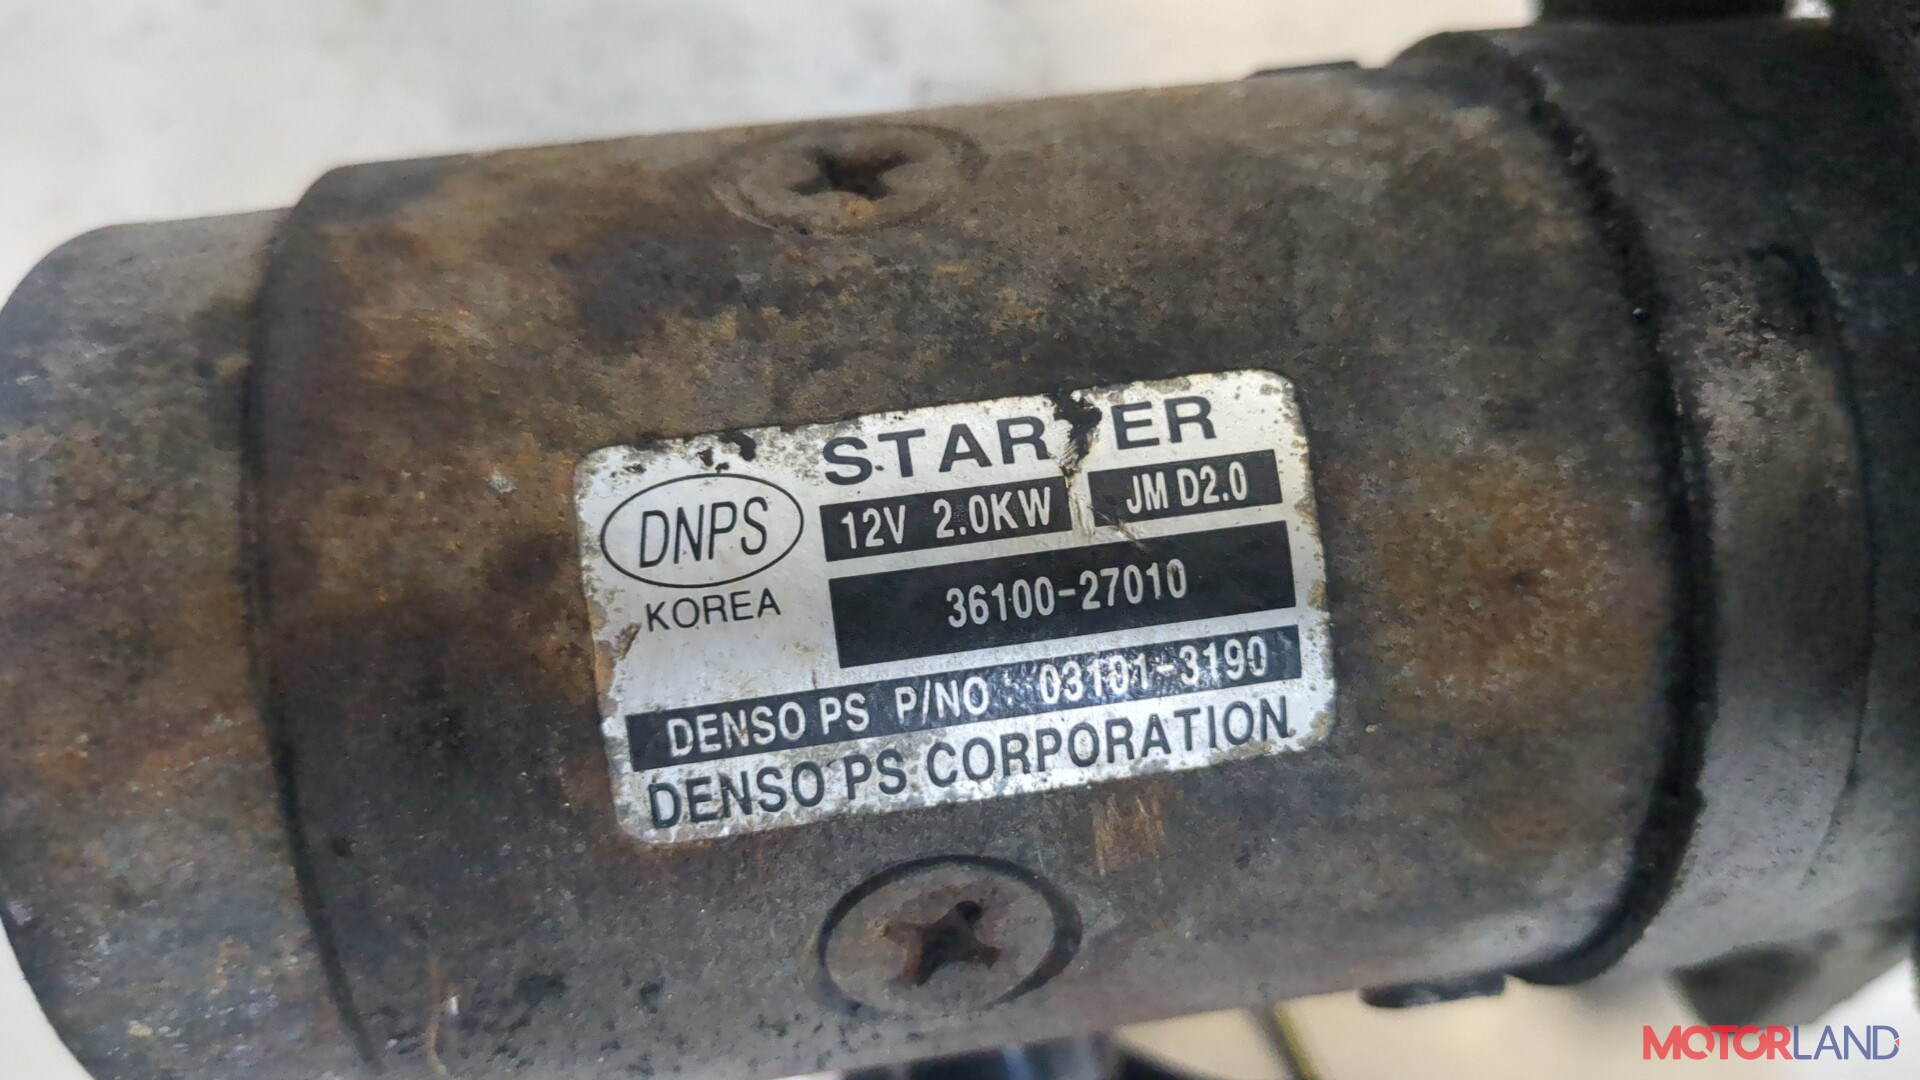 STARTER
DNPS
12V 2.0KW JM D2.0
KOREA
36100-27010
DENSO PS P/NO : 03101-3190
DENSO PS CORPORATION
MOTORLAND